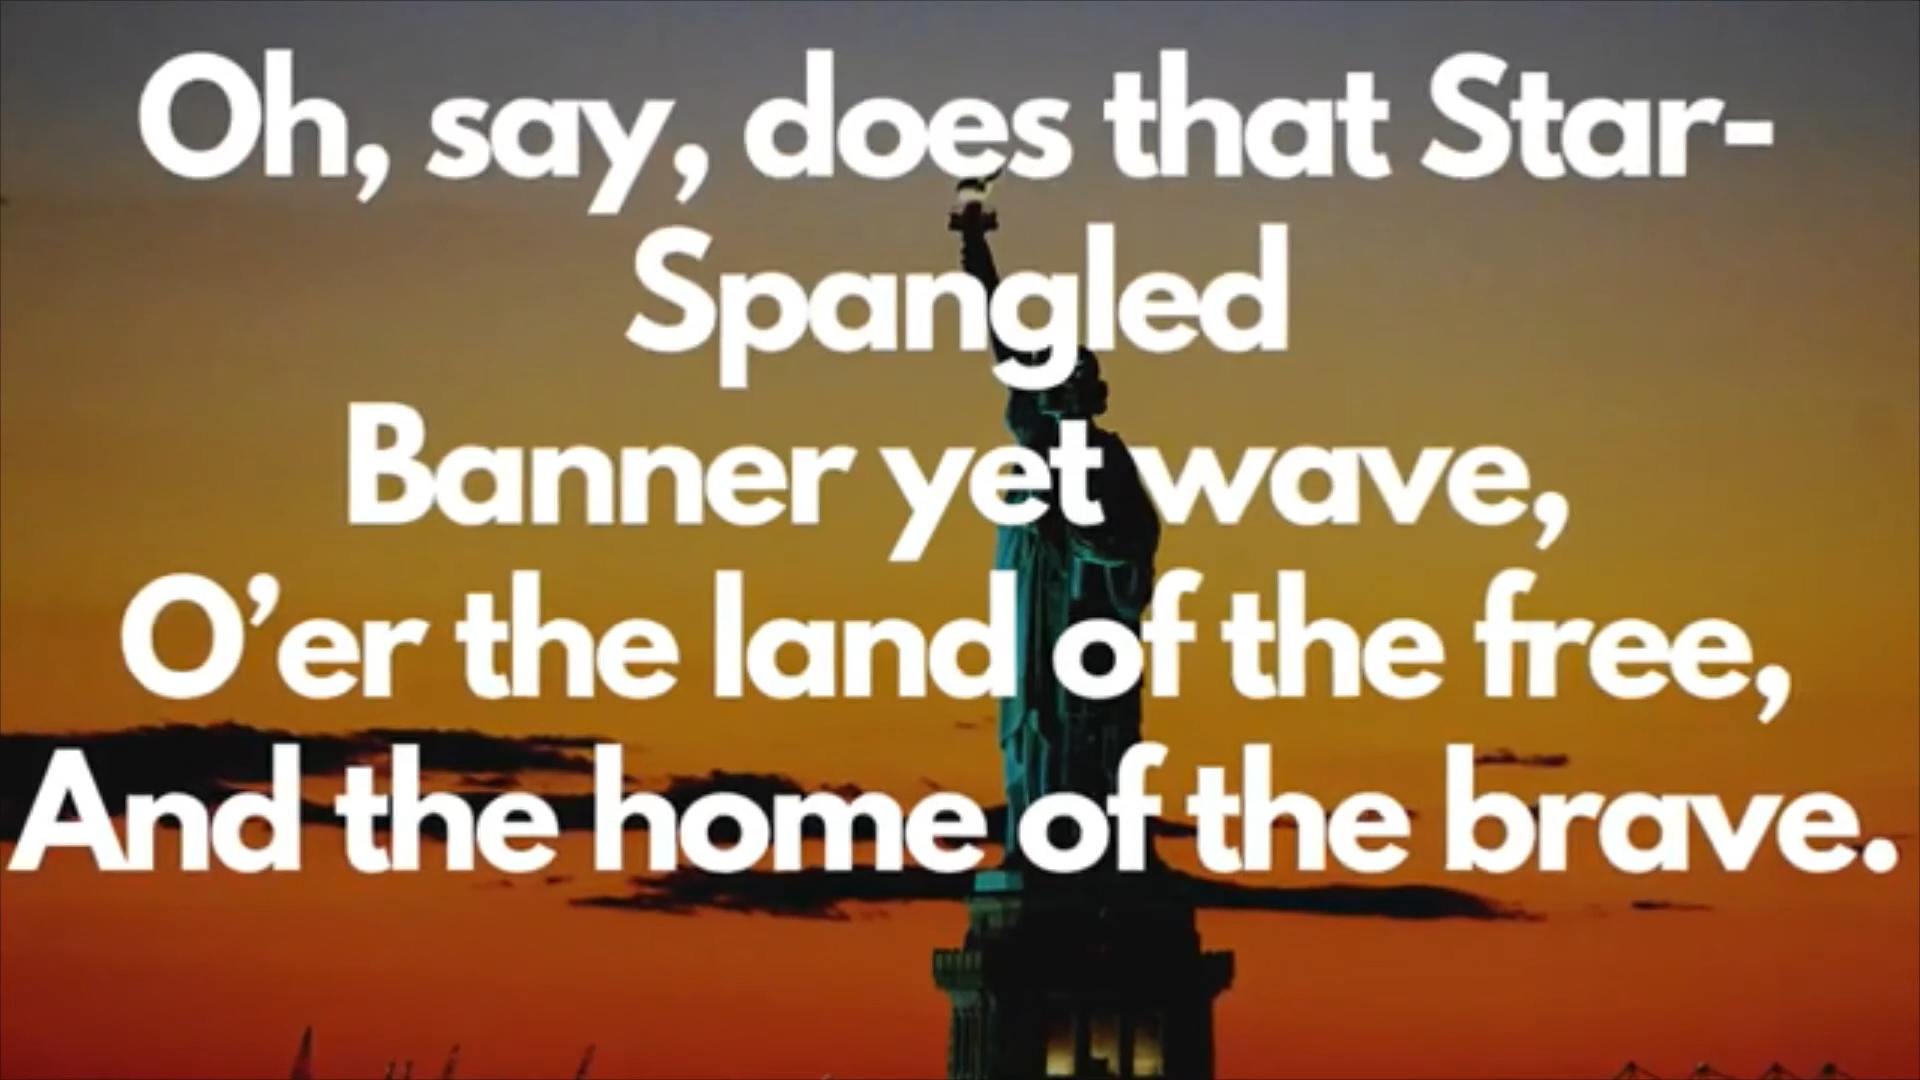 Oh, say, does that Star-
Spangled
Banner yet wave,
O’er the land of the free,
And the home of the brave.